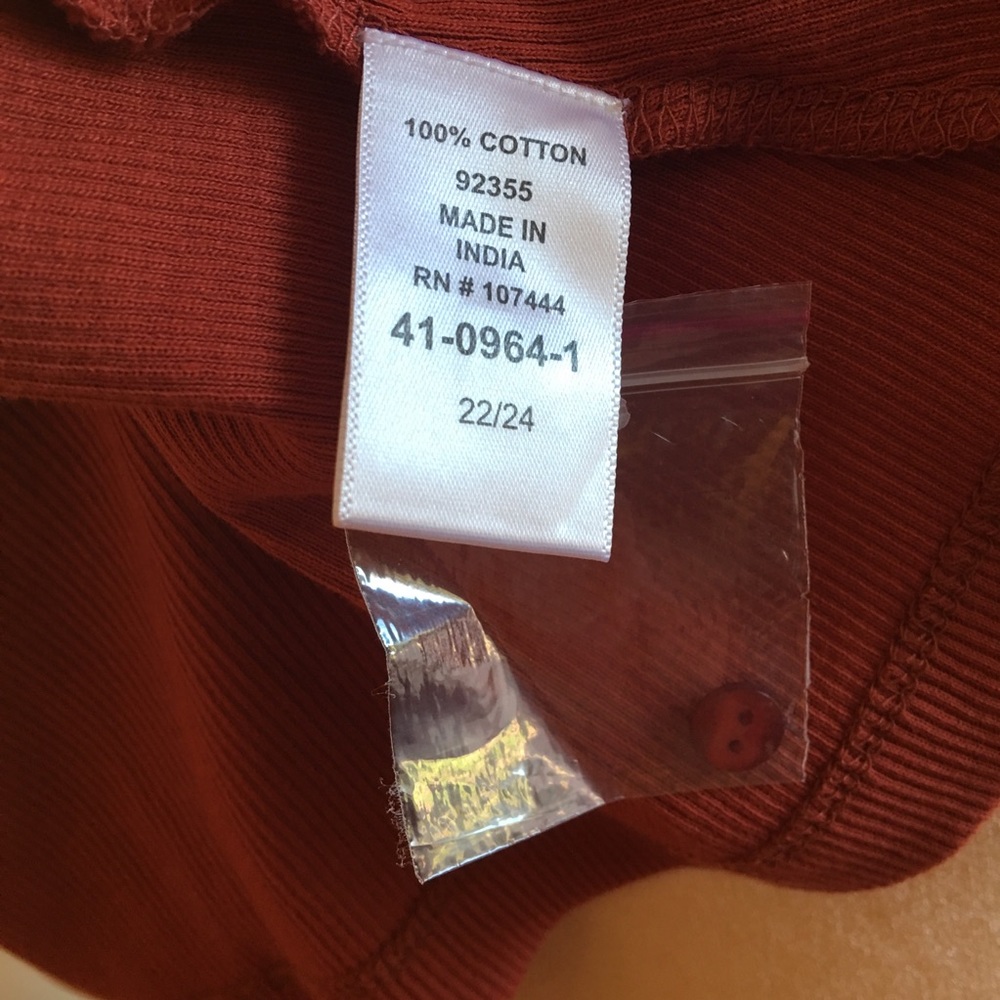 100% COTTON
92355
MADE IN
INDIA
RN # 107444
41-0964-1
22/24